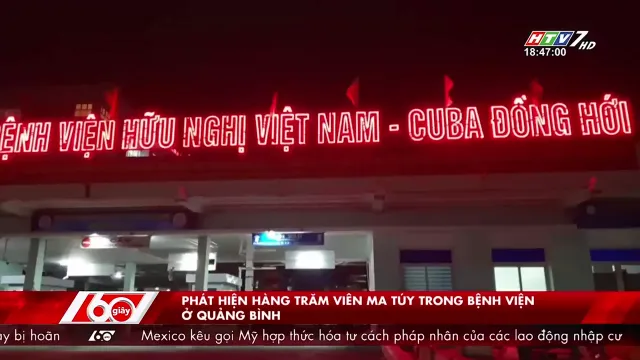 HTV7 HD
18:47:00
BỆNH VIỆN HỮU NGHỊ VIỆT NAM - CUBA ĐỒNG HỚI
60 giây
PHÁT HIỆN HÀNG TRĂM VIÊN MA TÚY TRONG BỆNH VIỆN
Ở QUẢNG BÌNH
ay bị hoãn 60 Mexico kêu gọi Mỹ hợp thức hóa tư cách pháp nhân của các lao động nhập cư